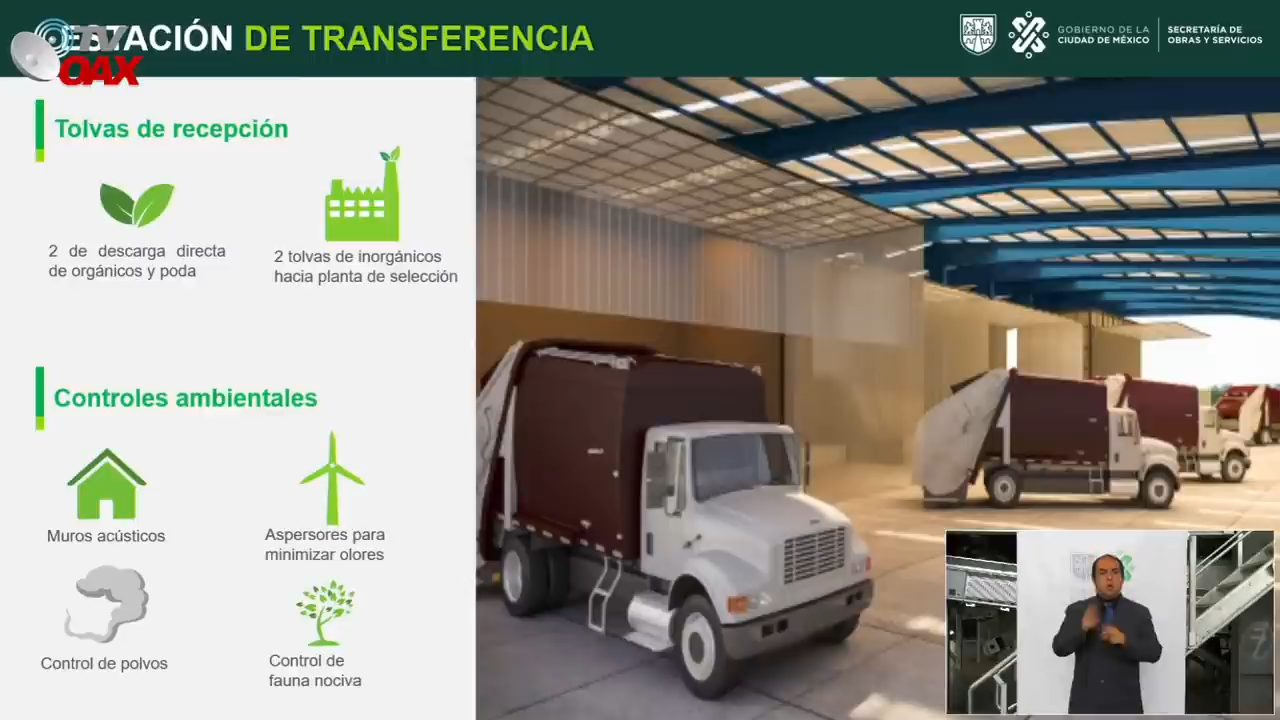 ESTACIÓN DE TRANSFERENCIA
TV
OAX
GOBIERNO DE LA
CIUDAD DE MÉXICO
SECRETARÍA DE
OBRAS Y SERVICIOS
Tolvas de recepción
2 de descarga directa
de orgánicos y poda
2 tolvas de inorgánicos
hacia planta de selección
Controles ambientales
Muros acústicos
Aspersores para
minimizar olores
Control de polvos
Control de
fauna nociva